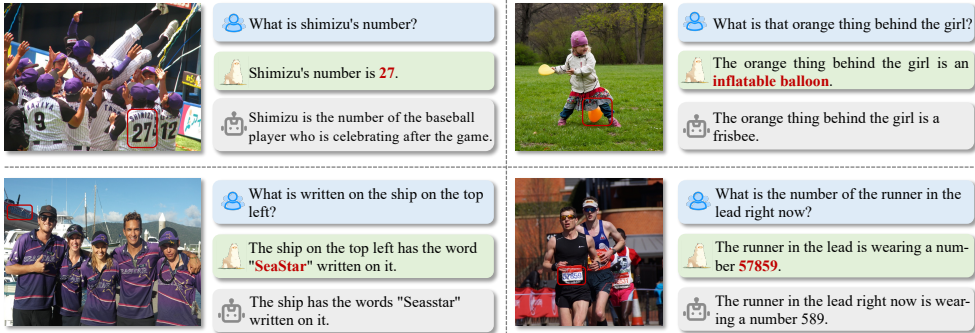 What is shimizu's number?
Shimizu's number is 27.
Shimizu is the number of the baseball
player who is celebrating after the game.
SHIMIZU
9
27
12
What is that orange thing behind the girl?
The orange thing behind the girl is an
inflatable balloon.
The orange thing behind the girl is a
frisbee.
What is written on the ship on the top
left?
The ship on the top left has the word
"SeaStar" written on it.
The ship has the words "Seasstar"
written on it.
What is the number of the runner in the
lead right now?
The runner in the lead is wearing a num-
ber 57859.
The runner in the lead right now is wear-
ing a number 589.